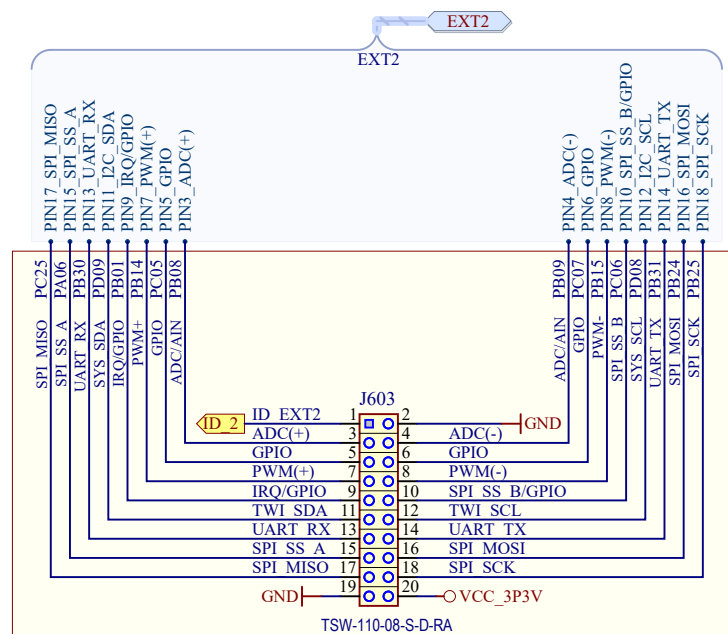 EXT2
EXT2
PIN17_SPI_MISO
PIN15_SPI_SS_A
PIN13_UART_RX
PIN11_I2C_SDA
PIN9_IRQ/GPIO
PIN7_PWM(+)
PIN5_GPIO
PIN3_ADC(+)
PIN4_ADC(-)
PIN6_GPIO
PIN8_PWM(-)
PIN10_SPI_SS_B/GPIO
PIN12_I2C_SCL
PIN14_UART_TX
PIN16_SPI_MOSI
PIN18_SPI_SCK
SPI_MISO PC25
SPI_SS_A PA06
UART_RX PB30
SYS_SDA PD09
IRQ/GPIO PB01
PWM+ PB14
GPIO PC05
ADC/AIN PB08
ADC/AIN PB09
GPIO PC07
PWM- PB15
SPI_SS_B PC06
SYS_SCL PD08
UART_TX PB31
SPI_MOSI PB24
SPI_SCK PB25
J603
ID_2 ID_EXT2 1 2 GND
ADC(+) 3 4 ADC(-)
GPIO 5 6 GPIO
PWM(+) 7 8 PWM(-)
IRQ/GPIO 9 10 SPI_SS_B/GPIO
TWI_SDA 11 12 TWI_SCL
UART_RX 13 14 UART_TX
SPI_SS_A 15 16 SPI_MOSI
SPI_MISO 17 18 SPI_SCK
GND 19 20 VCC_3P3V
TSW-110-08-S-D-RA